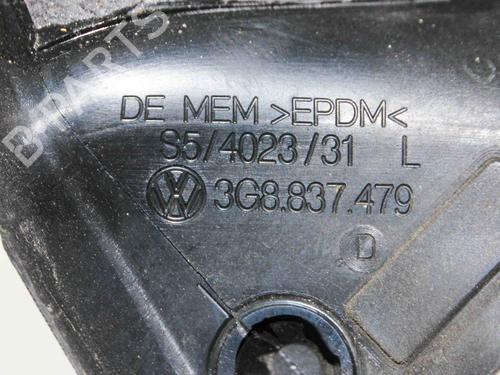 B-PARTS
DE MEM >EPDM<
S5/4023/31 L
3G8.837.479
D